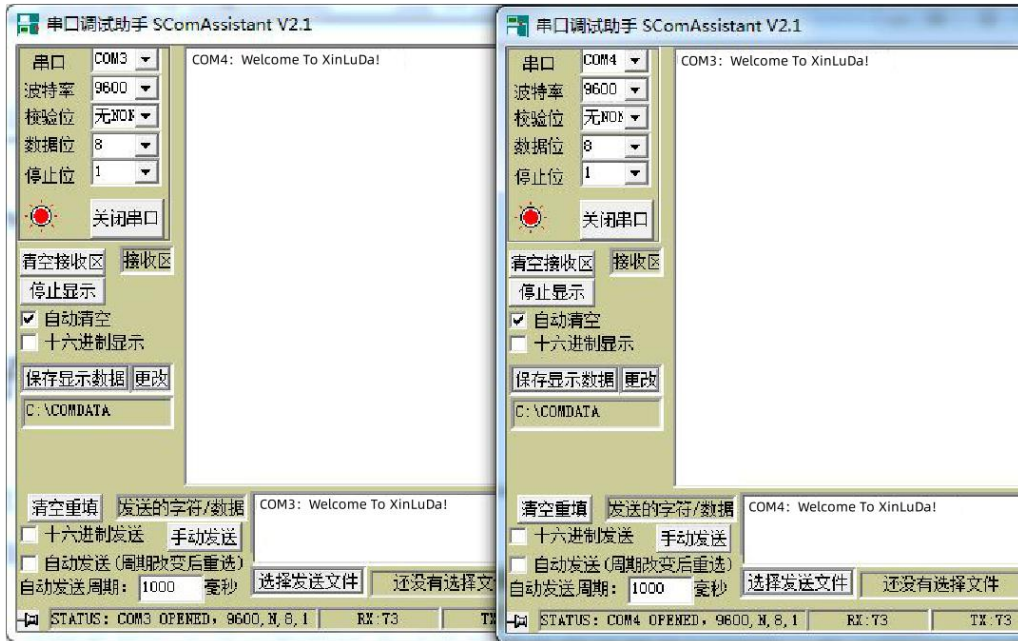 串口调试助手 SComAssistant V2.1
串口 COM3
波特率 9600
校验位
数据位 8
停止位 1
关闭串口
清空接收区 接收区
停止显示
自动清空
十六进制显示
保存显示数据 更改
C:\COMDATA
COM4: Welcome To XinLuDa!
清空重填 发送的字符/数据
COM3: Welcome To XinLuDa!
十六进制发送 手动发送
自动发送(周期改变后重选)
自动发送周期: 1000 毫秒 选择发送文件 还没有选择文
STATUS: COM3 OPENED, 9600,N,8,1 RX:73
串口调试助手 SComAssistant V2.1
串口 COM4
波特率 9600
校验位
数据位 8
停止位 1
关闭串口
清空接收区 接收区
停止显示
自动清空
十六进制显示
保存显示数据 更改
C:\COMDATA
COM3: Welcome To XinLuDa!
清空重填 发送的字符/数据
COM4: Welcome To XinLuDa!
十六进制发送 手动发送
自动发送(周期改变后重选)
自动发送周期: 1000 毫秒 选择发送文件 还没有选择文件
STATUS: COM4 OPENED, 9600,N,8,1 RX:73 TX:73